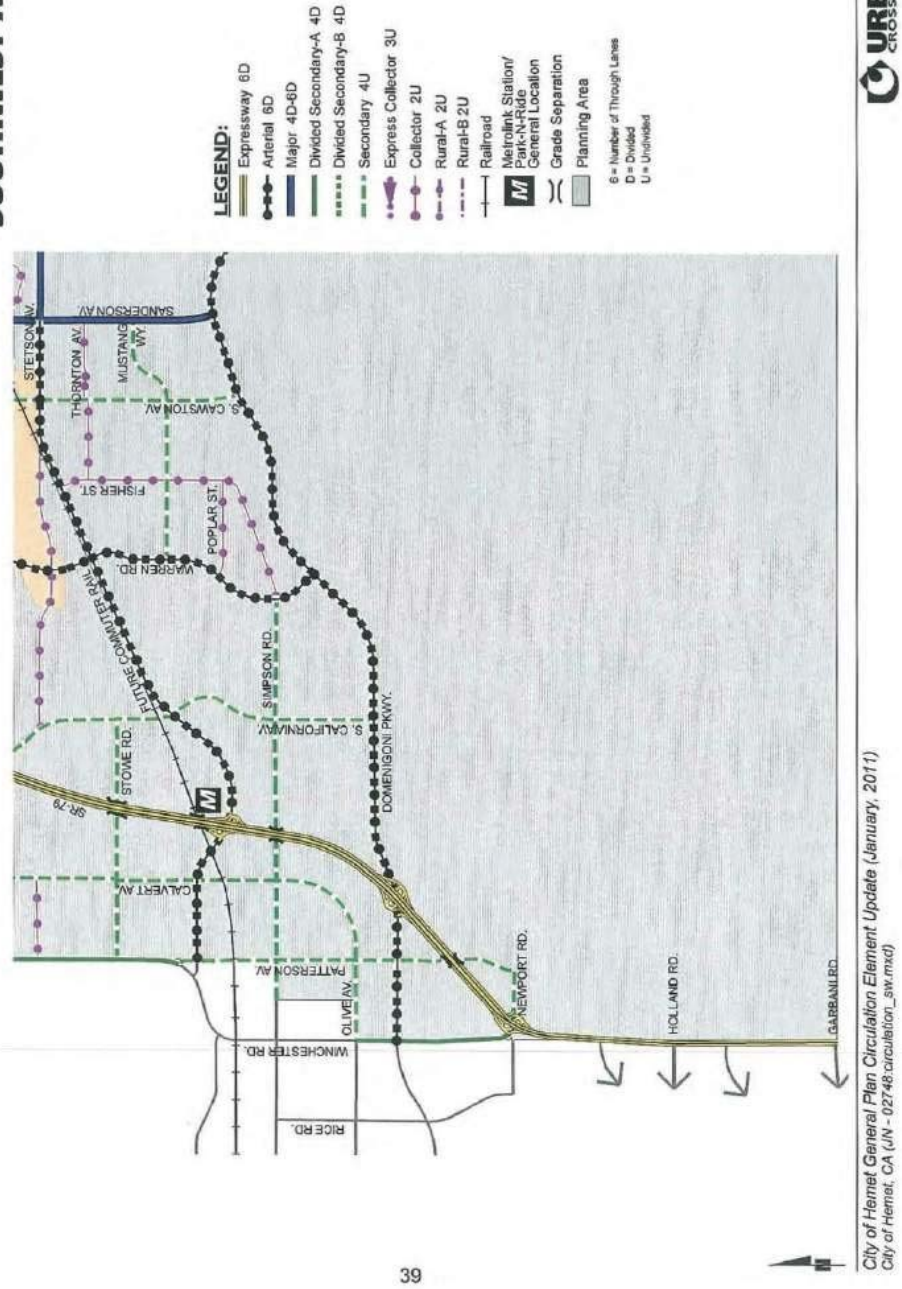 STETSON AV.
SANDERSON AV.
THORNTON AV.
MUSTANG
WY.
S. CAWSTON AV.
FISHER ST.
POPLAR ST.
WARREN RD.
FUTURE COMMUTER RAIL
SIMPSON RD.
S. CALIFORNIA AV.
STOWE RD.
SR-79
M
DOMENIGONI PKWY.
CALVERT AV
PATTERSON AV.
OLIVE AV.
WINCHESTER RD.
NEWPORT RD.
RICE RD.
HOLLAND RD.
GARBANI RD.
LEGEND:
Expressway 6D
Arterial 6D
Major 4D-6D
Divided Secondary-A 4D
Divided Secondary-B 4D
Secondary 4U
Express Collector 3U
Collector 2U
Rural-A 2U
Rural-B 2U
Railroad
M Metrolink Station/
Park-N-Ride
General Location
Grade Separation
Planning Area
6 = Number of Through Lanes
D = Divided
U = Undivided
N
39
City of Hemet General Plan Circulation Element Update (January, 2011)
City of Hemet, CA (JN - 02748:circulation_sw.mxd)